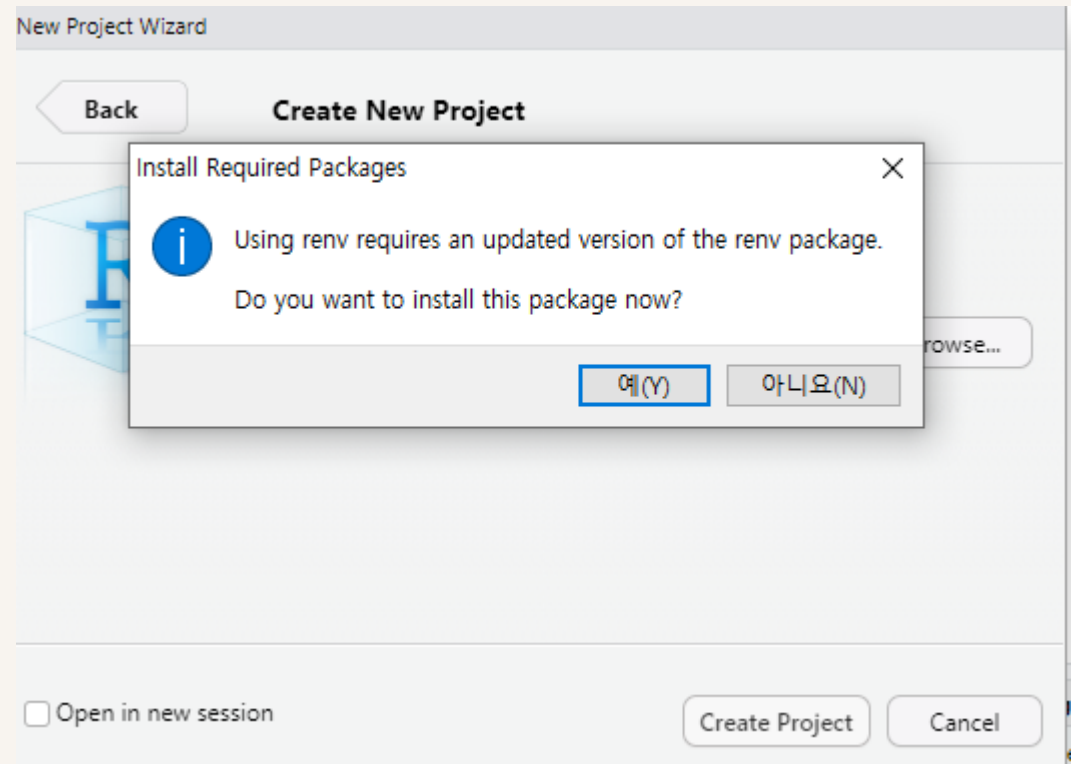 New Project Wizard
Back
Create New Project
Install Required Packages
Using renv requires an updated version of the renv package.
Do you want to install this package now?
예(Y)
아니요(N)
rowse...
Open in new session
Create Project
Cancel